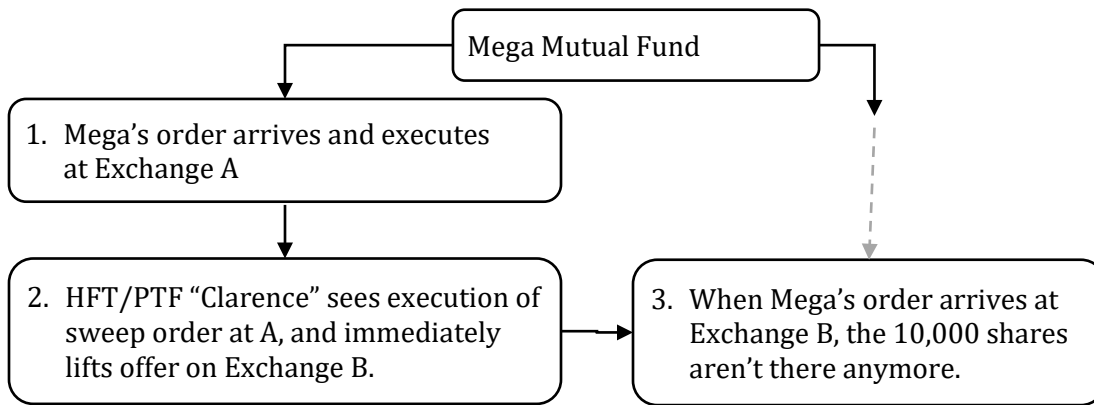 Mega Mutual Fund
1. Mega’s order arrives and executes
at Exchange A
2. HFT/PTF “Clarence” sees execution of
sweep order at A, and immediately
lifts offer on Exchange B.
3. When Mega’s order arrives at
Exchange B, the 10,000 shares
aren’t there anymore.